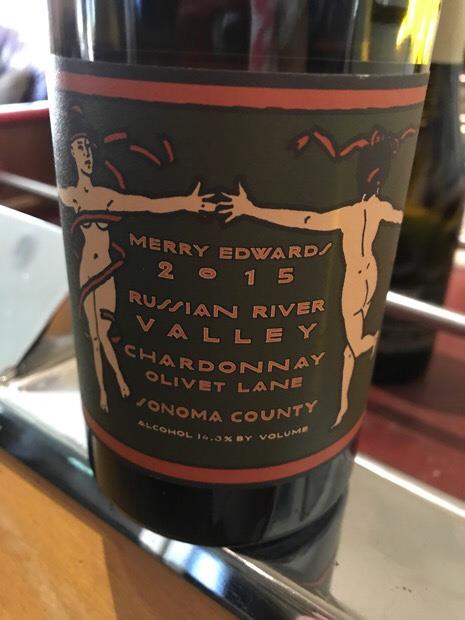 MERRY EDWARDS
2015
RUSSIAN RIVER
VALLEY
CHARDONNAY
OLIVET LANE
SONOMA COUNTY
ALCOHOL 14.3% BY VOLUME